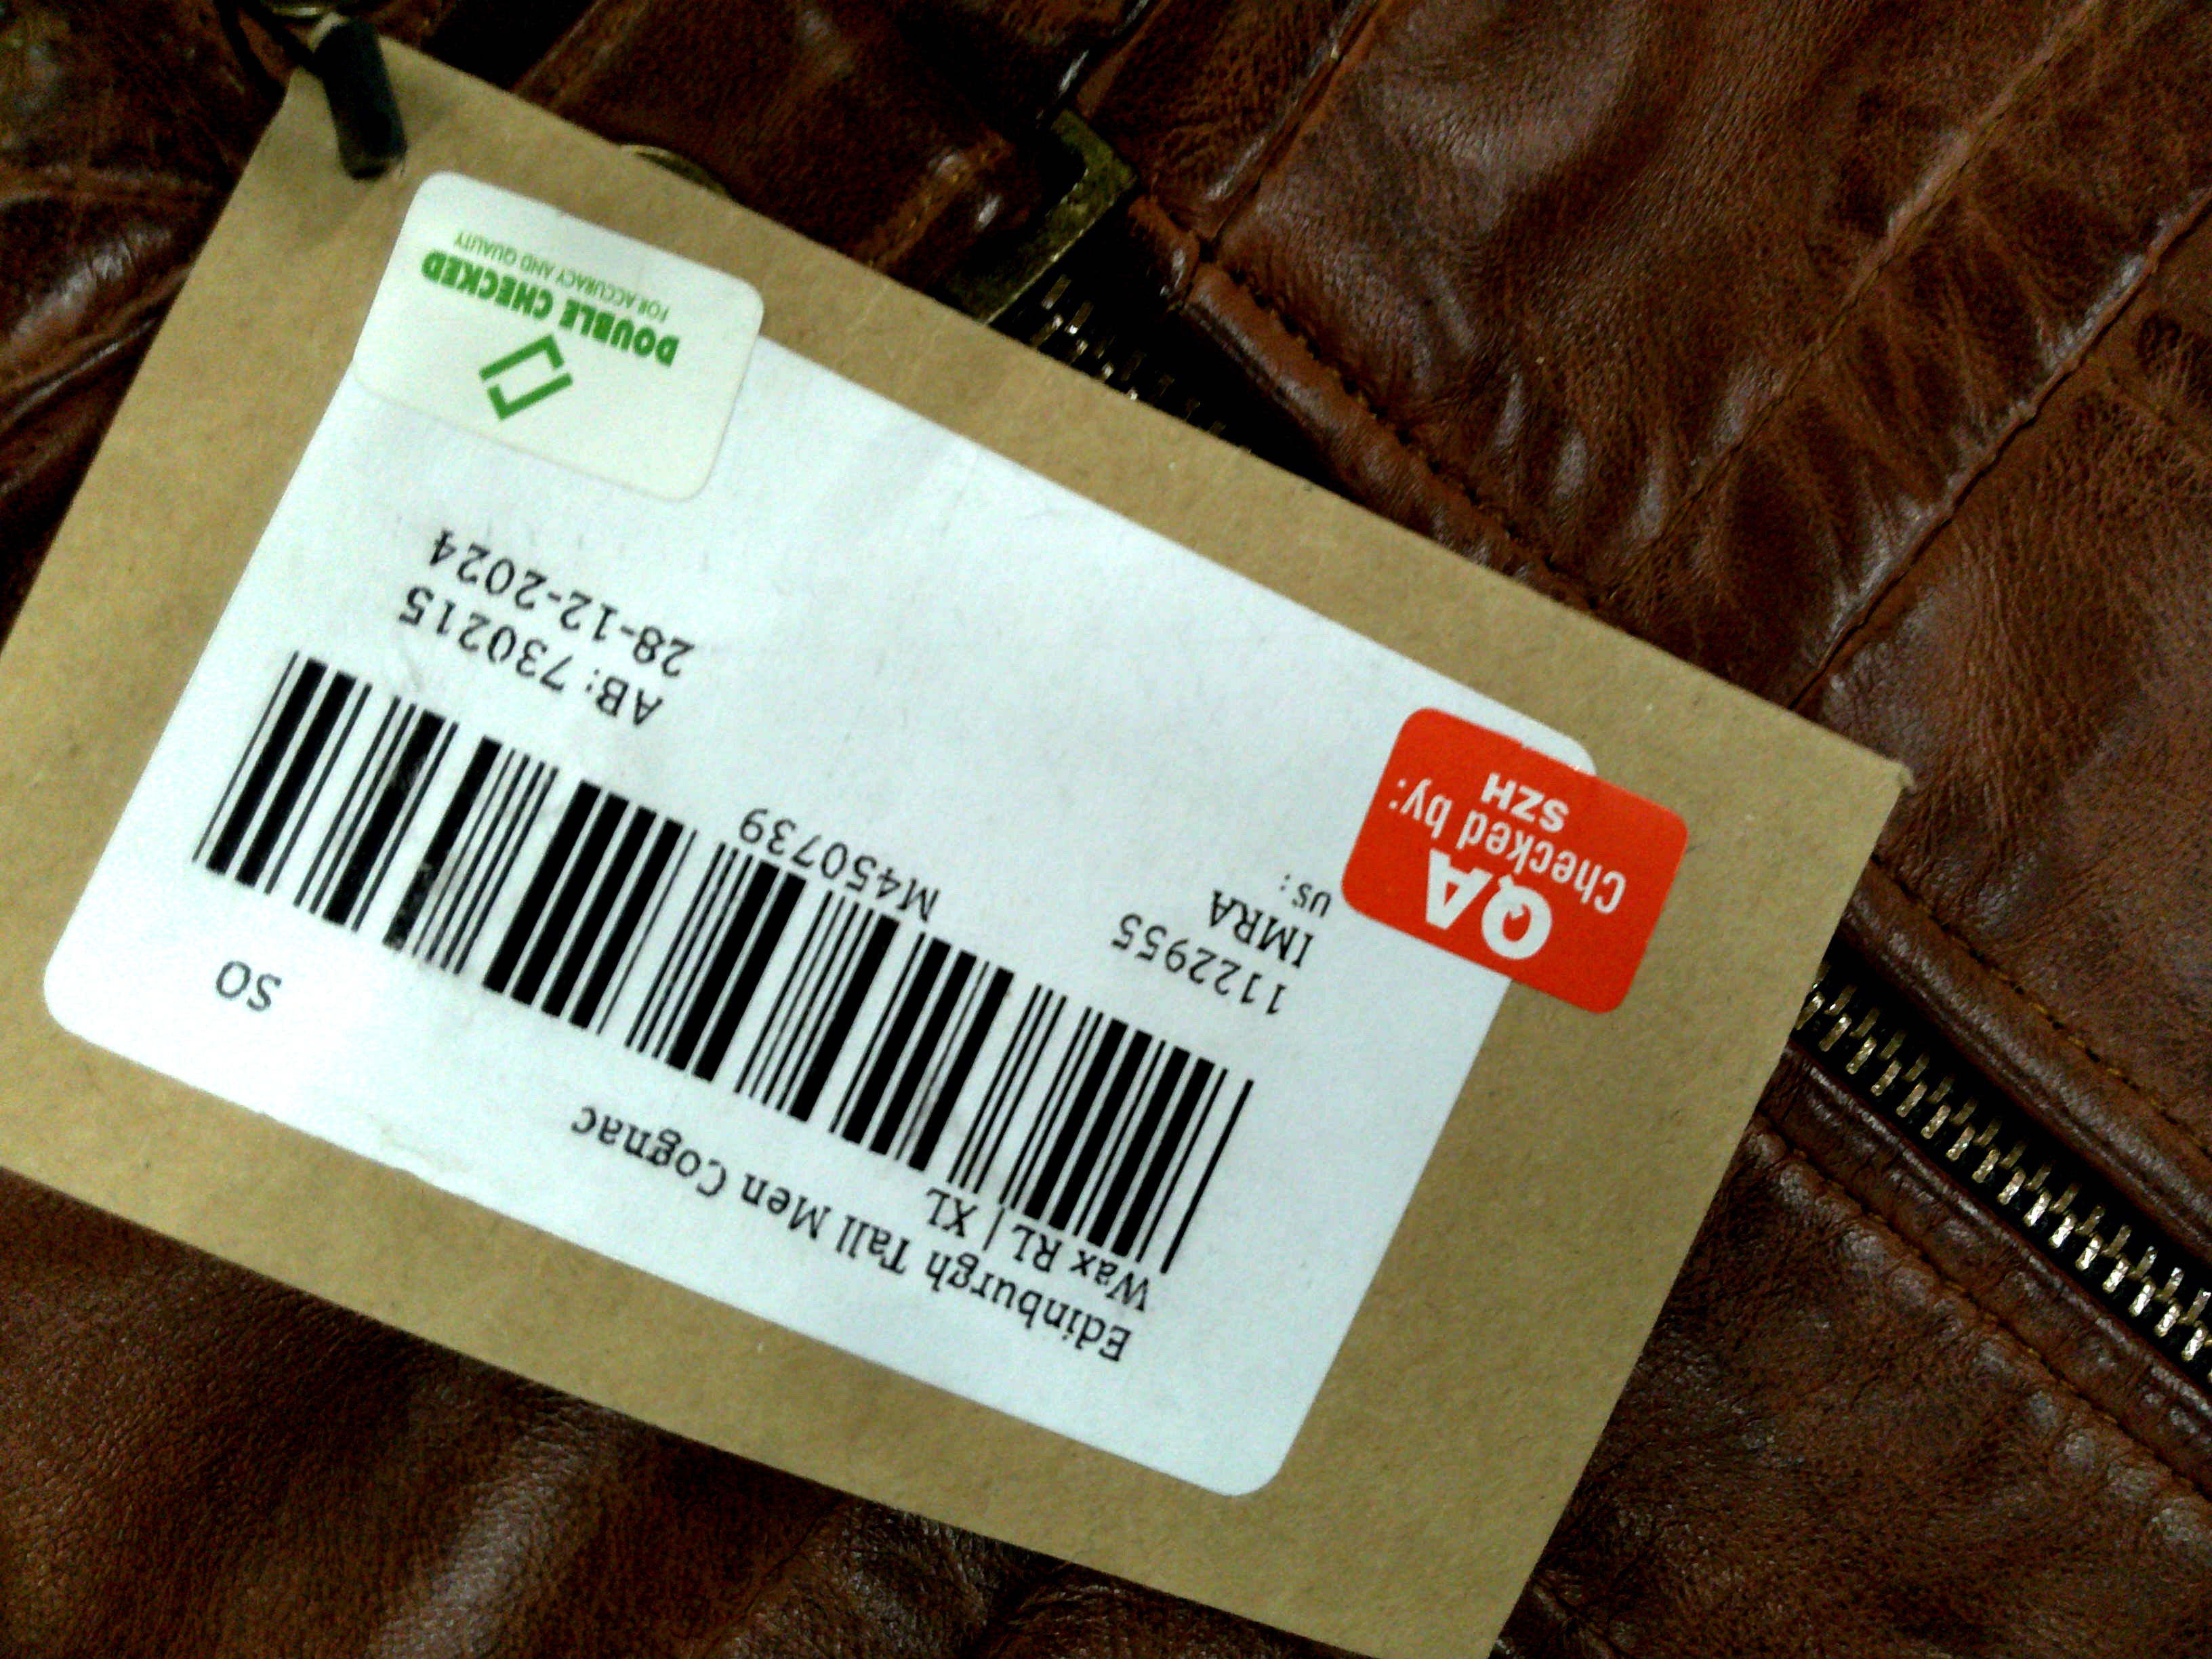 Edinburgh Tall Men Cognac
Wax RL | XL
SO
M450739
1122955
IMRA
US:
AB: 730215
28-12-2024
QA
Checked by:
SZH
DOUBLE CHECKED
FOR ACCURACY AND QUALITY